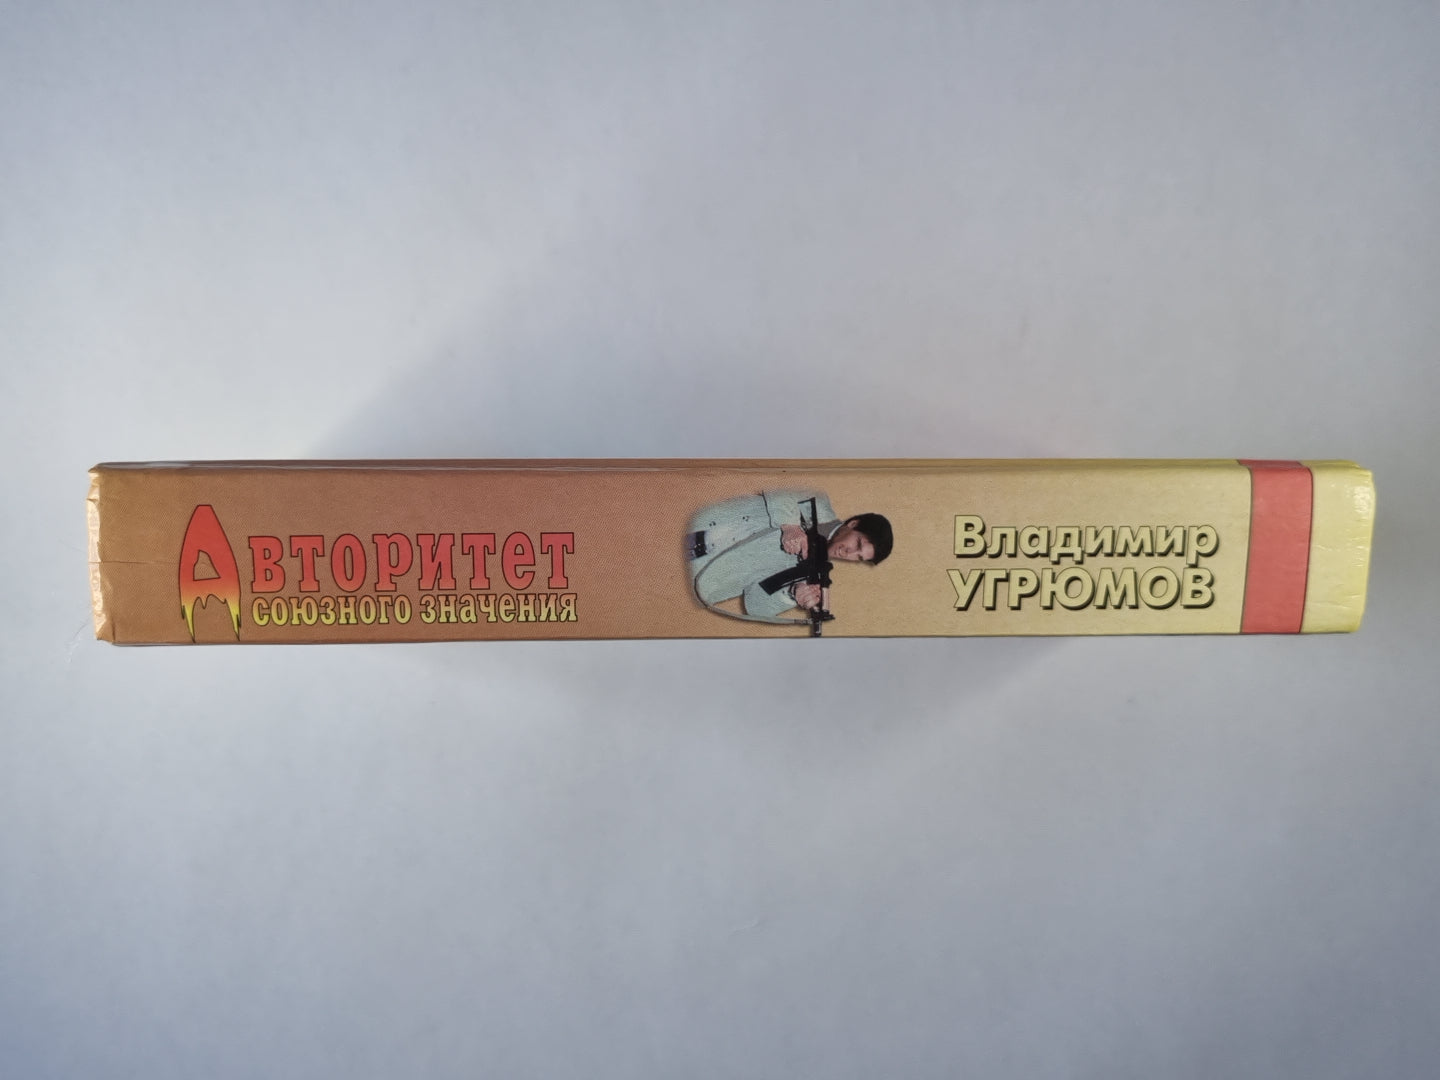 Авторитет
союзного значения
Владимир
УГРЮМОВ